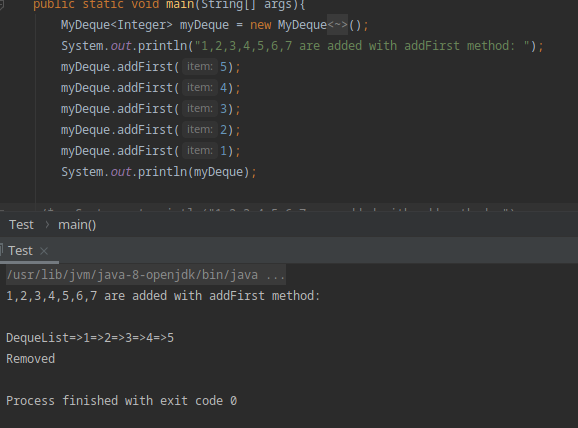 public static void main(String[] args){
MyDeque<Integer> myDeque = new MyDeque<~>();
System.out.println("1,2,3,4,5,6,7 are added with addFirst method: ");
myDeque.addFirst( item: 5);
myDeque.addFirst( item: 4);
myDeque.addFirst( item: 3);
myDeque.addFirst( item: 2);
myDeque.addFirst( item: 1);
System.out.println(myDeque);
Test > main()
Test ×
/usr/lib/jvm/java-8-openjdk/bin/java ...
1,2,3,4,5,6,7 are added with addFirst method:
DequeList=>1=>2=>3=>4=>5
Removed
Process finished with exit code 0